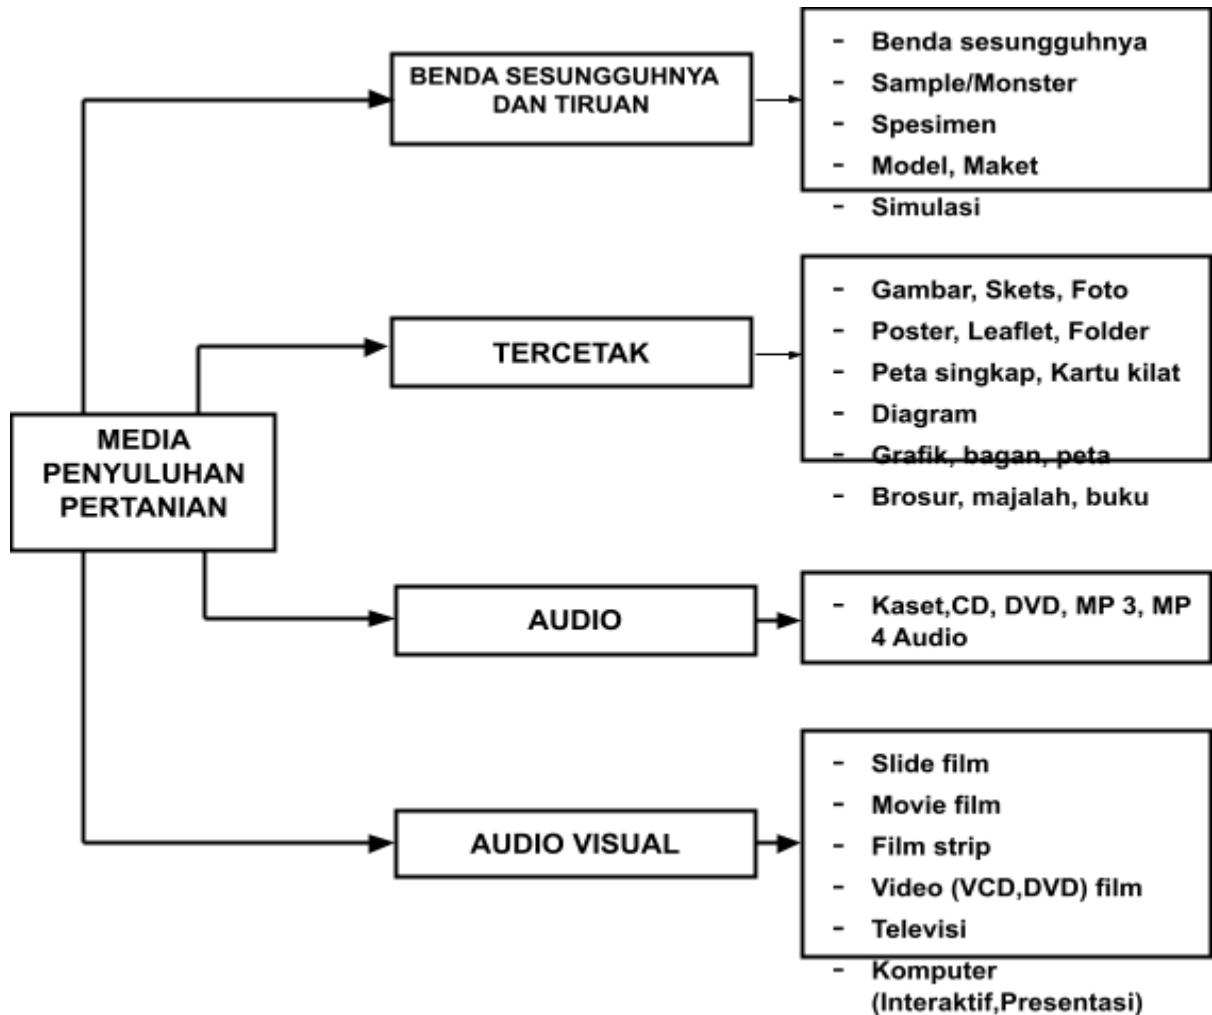 MEDIA
PENYULUHAN
PERTANIAN
BENDA SESUNGGUHNYA
DAN TIRUAN
- Benda sesungguhnya
- Sample/Monster
- Spesimen
- Model, Maket
- Simulasi
TERCETAK
- Gambar, Skets, Foto
- Poster, Leaflet, Folder
- Peta singkap, Kartu kilat
- Diagram
- Grafik, bagan, peta
- Brosur, majalah, buku
AUDIO
- Kaset,CD, DVD, MP 3, MP
4 Audio
AUDIO VISUAL
- Slide film
- Movie film
- Film strip
- Video (VCD,DVD) film
- Televisi
- Komputer
(Interaktif,Presentasi)